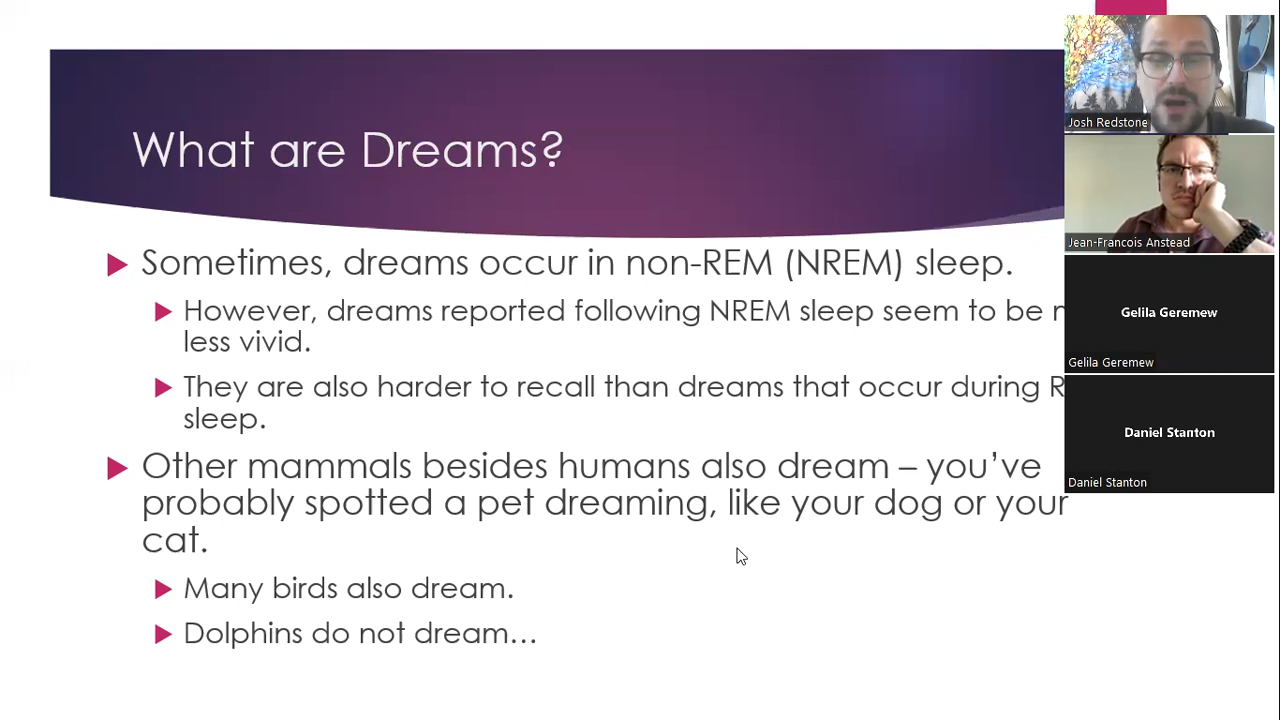 What are Dreams?
Sometimes, dreams occur in non-REM (NREM) sleep.
However, dreams reported following NREM sleep seem to be
less vivid.
They are also harder to recall than dreams that occur during
sleep.
Other mammals besides humans also dream – you’ve
probably spotted a pet dreaming, like your dog or your
cat.
Many birds also dream.
Dolphins do not dream…
Josh Redstone
Jean-Francois Anstead
Gelila Geremew
Gelila Geremew
Daniel Stanton
Daniel Stanton